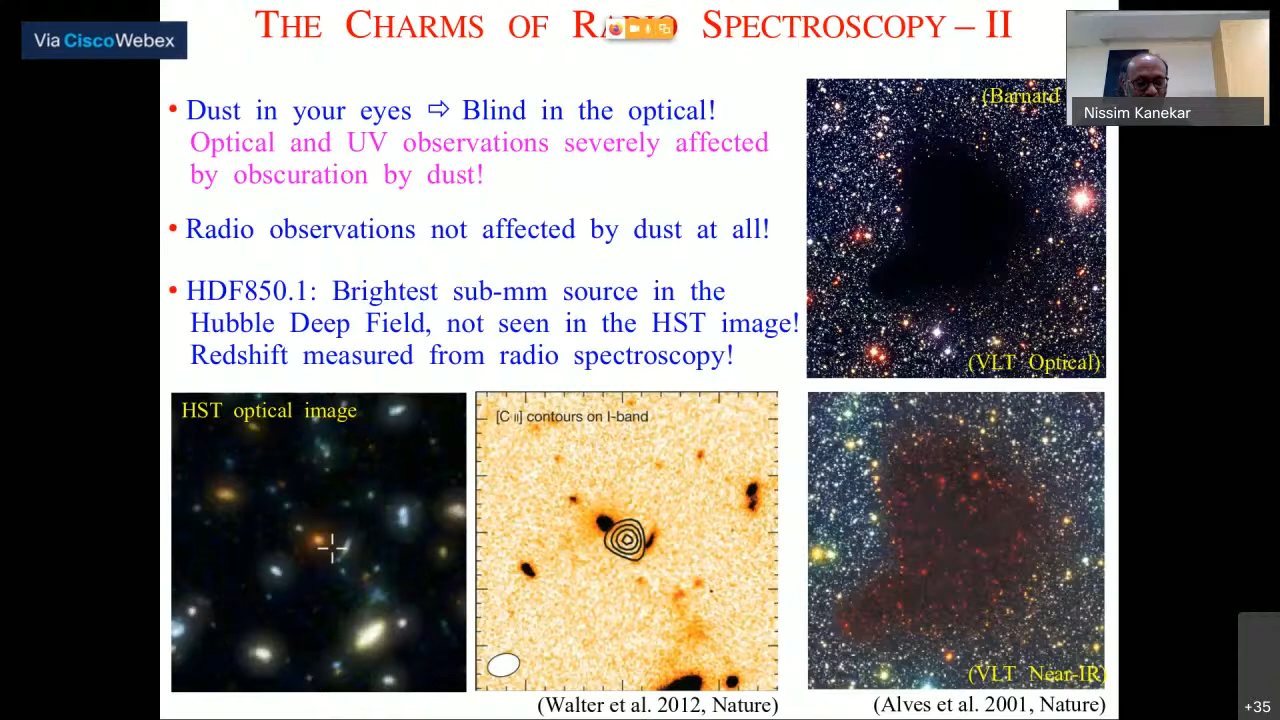 THE CHARMS OF RADIO SPECTROSCOPY – II
Via Cisco Webex
Nissim Kanekar
• Dust in your eyes ⇨ Blind in the optical!
Optical and UV observations severely affected
by obscuration by dust!
• Radio observations not affected by dust at all!
• HDF850.1: Brightest sub-mm source in the
Hubble Deep Field, not seen in the HST image!
Redshift measured from radio spectroscopy!
(Barnard
(VLT Optical)
HST optical image
[C II] contours on I-band
(VLT Near-IR)
(Walter et al. 2012, Nature)
(Alves et al. 2001, Nature)
+35